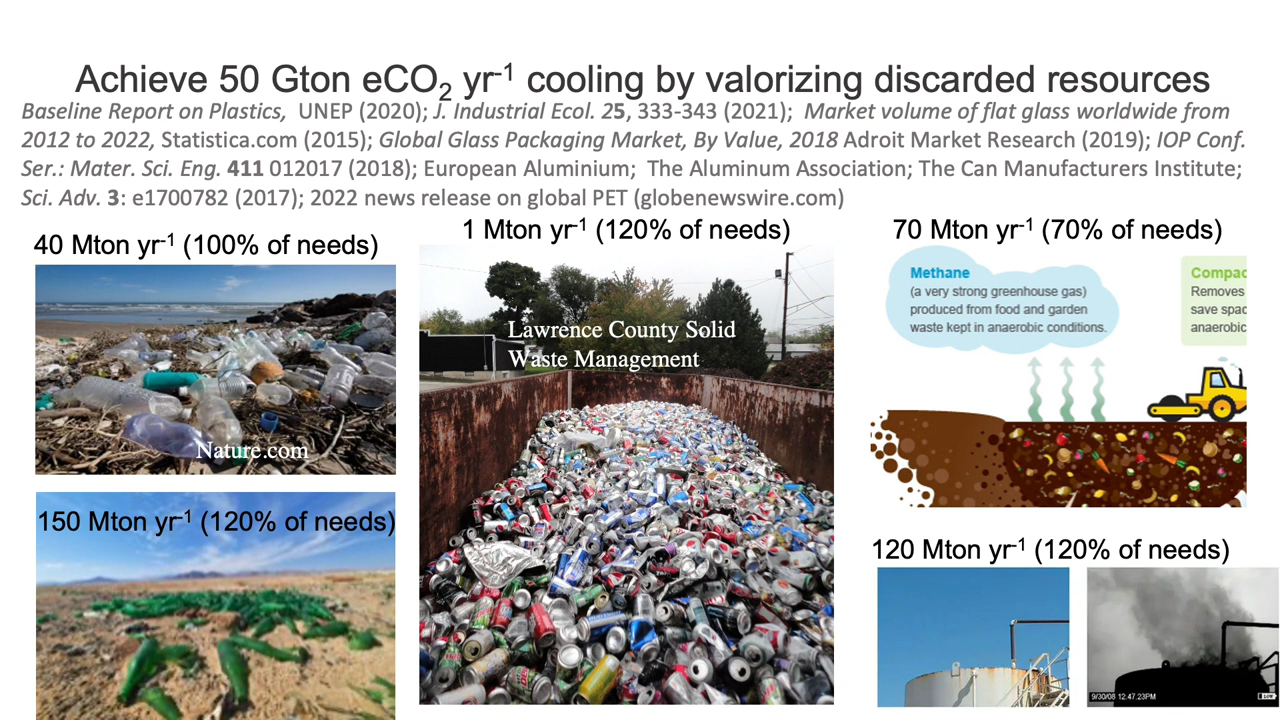 Achieve 50 Gton eCO₂ yr⁻¹ cooling by valorizing discarded resources
Baseline Report on Plastics, UNEP (2020); J. Industrial Ecol. 25, 333-343 (2021); Market volume of flat glass worldwide from
2012 to 2022, Statistica.com (2015); Global Glass Packaging Market, By Value, 2018 Adroit Market Research (2019); IOP Conf.
Ser.: Mater. Sci. Eng. 411 012017 (2018); European Aluminium; The Aluminum Association; The Can Manufacturers Institute;
Sci. Adv. 3: e1700782 (2017); 2022 news release on global PET (globenewswire.com)
40 Mton yr⁻¹ (100% of needs)
Nature.com
150 Mton yr⁻¹ (120% of needs)
1 Mton yr⁻¹ (120% of needs)
Lawrence County Solid
Waste Management
70 Mton yr⁻¹ (70% of needs)
Methane
(a very strong greenhouse gas)
produced from food and garden
waste kept in anaerobic conditions.
Compac
Removes
save spac
anaerobic
120 Mton yr⁻¹ (120% of needs)
9/30/08 12.47.23PM
LOW